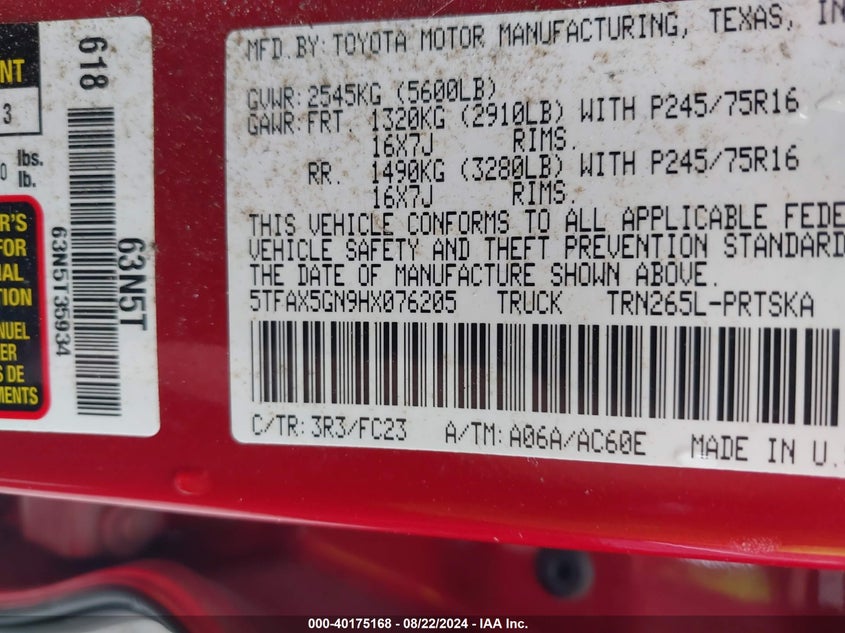 MFD.BY: TOYOTA MOTOR MANUFACTURING, TEXAS,
GVWR: 2545KG (5600LB)
GAWR: FRT. 1320KG (2910LB) WITH P245/75R16
16X7J RIMS.
RR. 1490KG (3280LB) WITH P245/75R16
16X7J RIMS.
THIS VEHICLE CONFORMS TO ALL APPLICABLE FEDE
VEHICLE SAFETY AND THEFT PREVENTION STANDARD
THE DATE OF MANUFACTURE SHOWN ABOVE.
5TFAX5GN9HX076205 TRUCK TRN265L-PRTSKA
C/TR: 3R3/FC23 A/TM: A06A/AC60E MADE IN U.S
618
63N5T
63N5T35934
NT
3
0 lbs.
lb.
R'S
FOR
AL
TION
NUEL
ER
S DE
MENTS
000-40175168 - 08/22/2024 - IAA Inc.